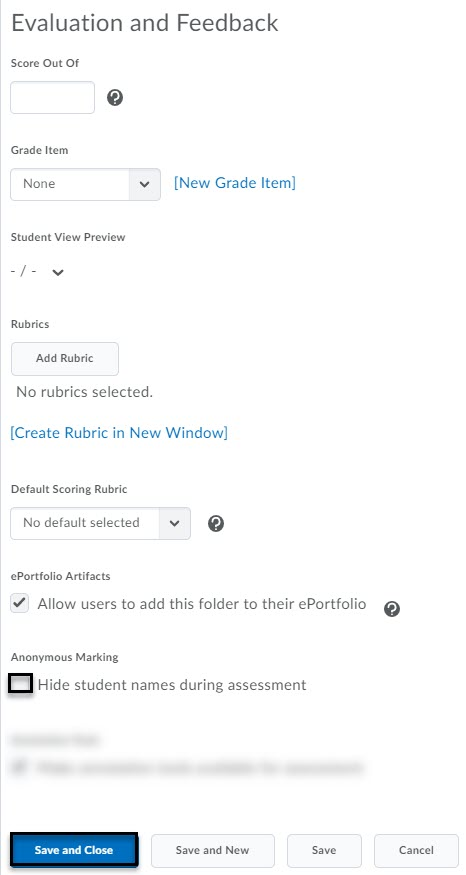 Evaluation and Feedback
Score Out Of
Grade Item
None
[New Grade Item]
Student View Preview
- / -
Rubrics
Add Rubric
No rubrics selected.
[Create Rubric in New Window]
Default Scoring Rubric
No default selected
ePortfolio Artifacts
Allow users to add this folder to their ePortfolio
Anonymous Marking
Hide student names during assessment
Save and Close
Save and New
Save
Cancel